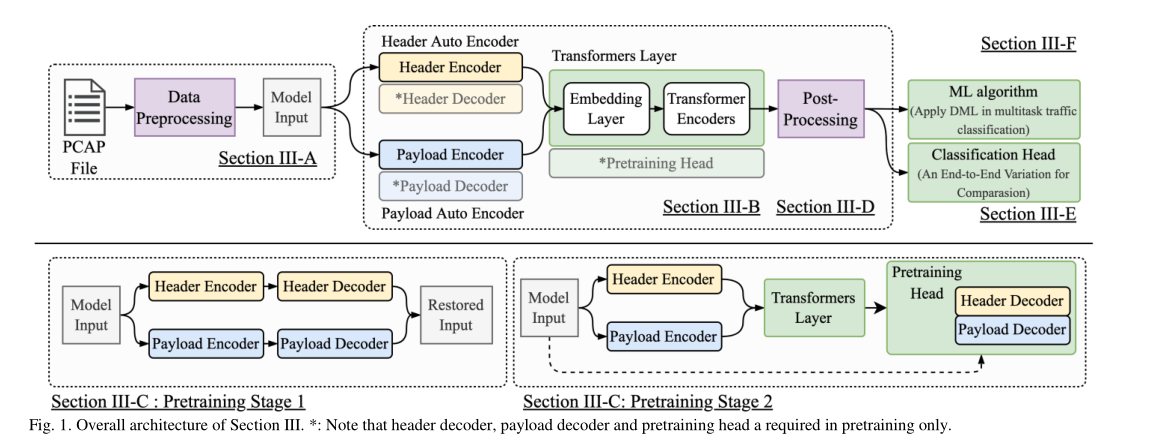 Section III-F
Header Auto Encoder
Header Encoder
*Header Decoder
Transformers Layer
Embedding
Layer
Transformer
Encoders
*Pretraining Head
Post-
Processing
ML algorithm
(Apply DML in multitask traffic
classification)
Classification Head
(An End-to-End Variation for
Comparasion)
Section III-E
PCAP
File
Data
Preprocessing
Model
Input
Section III-A
Payload Encoder
*Payload Decoder
Payload Auto Encoder
Section III-B
Section III-D
Model
Input
Header Encoder
Header Decoder
Payload Encoder
Payload Decoder
Restored
Input
Section III-C : Pretraining Stage 1
Model
Input
Header Encoder
Payload Encoder
Transformers
Layer
Pretraining
Head
Header Decoder
Payload Decoder
Section III-C: Pretraining Stage 2
Fig. 1. Overall architecture of Section III. *: Note that header decoder, payload decoder and pretraining head a required in pretraining only.